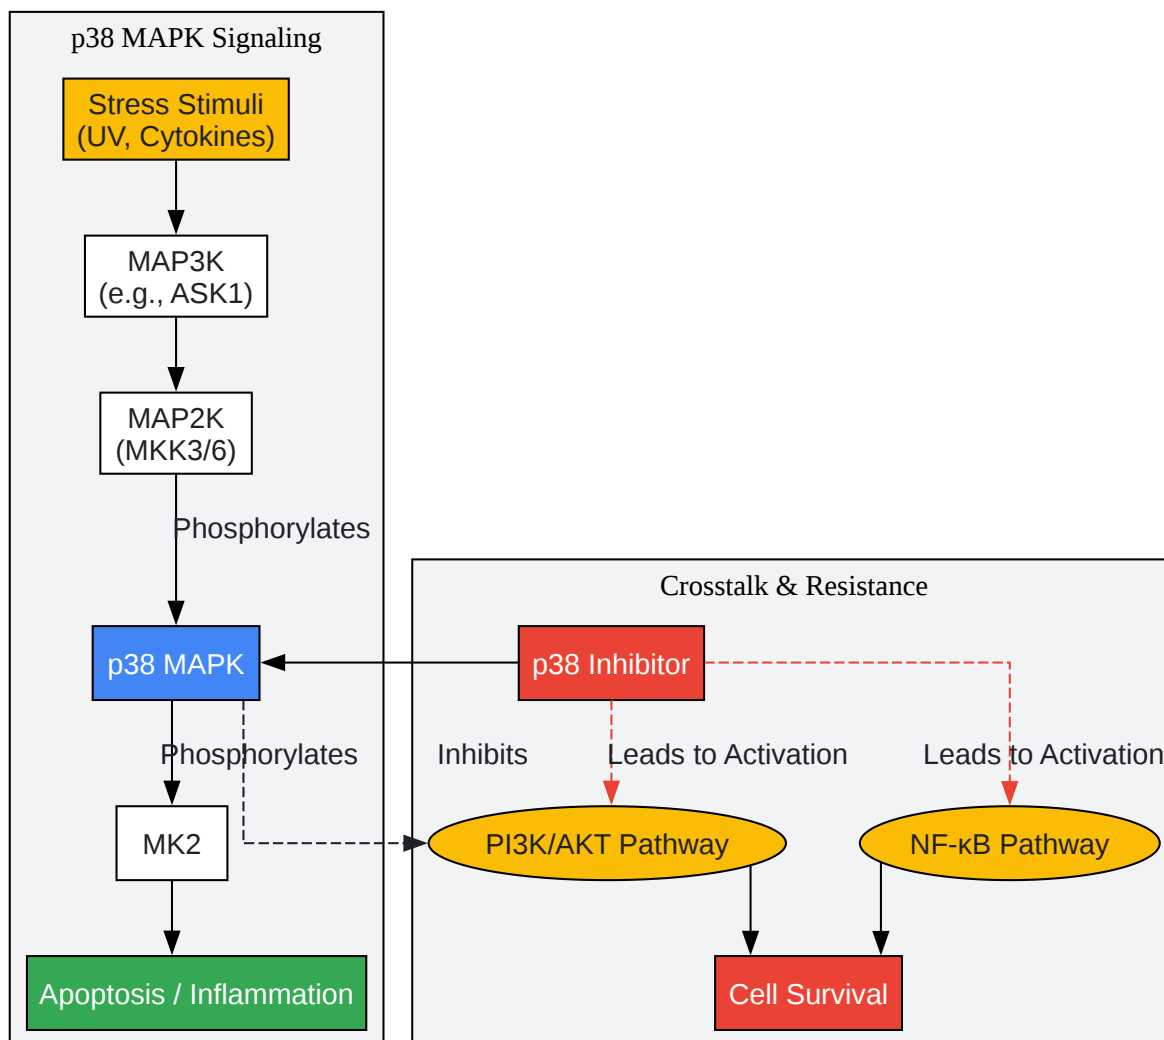 p38 MAPK Signaling
Stress Stimuli
(UV, Cytokines)
MAP3K
(e.g., ASK1)
MAP2K
(MKK3/6)
Phosphorylates
Crosstalk & Resistance
p38 MAPK
p38 Inhibitor
Phosphorylates
Inhibits
Leads to Activation
Leads to Activation
MK2
PI3K/AKT Pathway
NF-κB Pathway
Apoptosis / Inflammation
Cell Survival